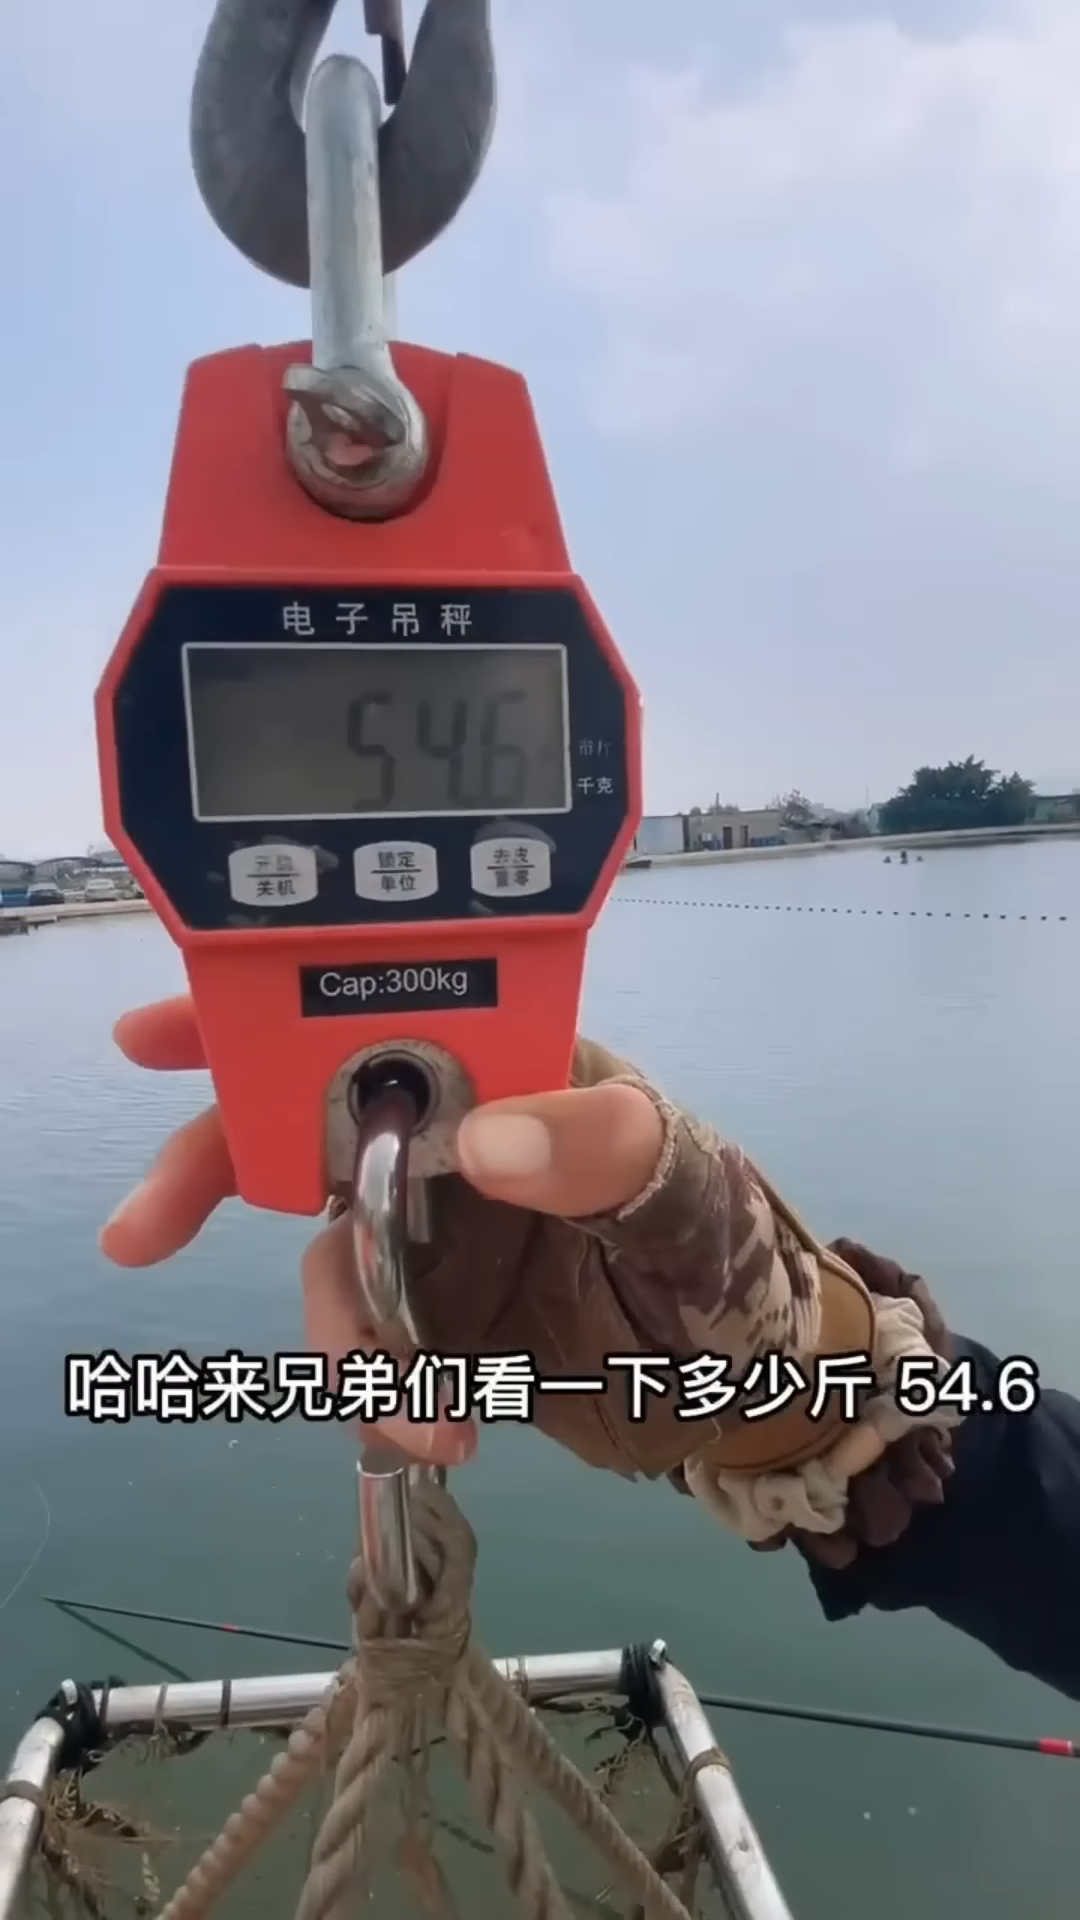 电子吊秤
54.6
市斤
千克
开启
关机
锁定
单位
去皮
置零
Cap:300kg
哈哈来兄弟们看一下多少斤 54.6